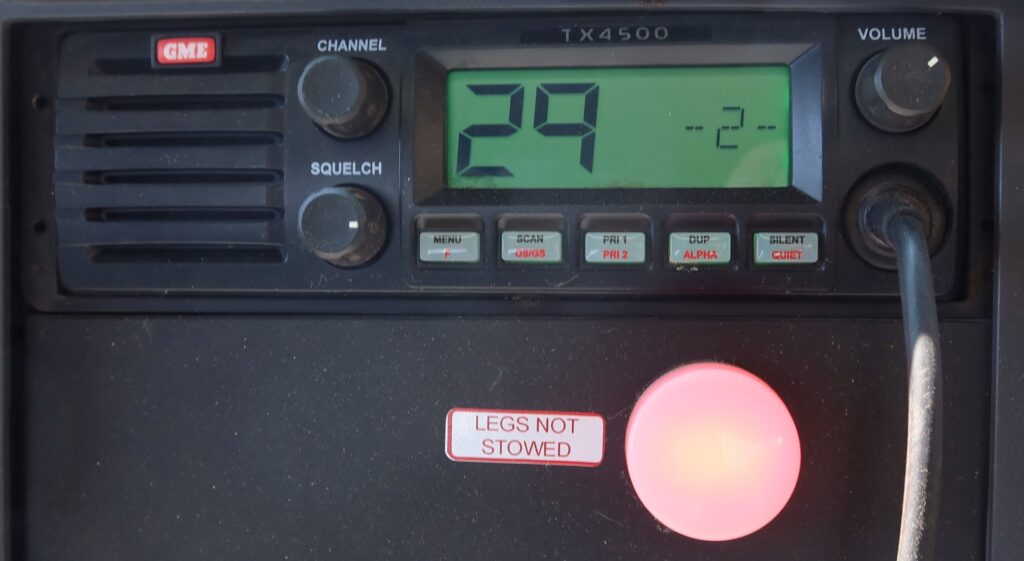 GME
CHANNEL
TX4500
VOLUME
29
--2--
SQUELCH
MENU
F
SCAN
OS/GS
PRI 1
PRI 2
DUP
ALPHA
SILENT
QUIET
LEGS NOT
STOWED